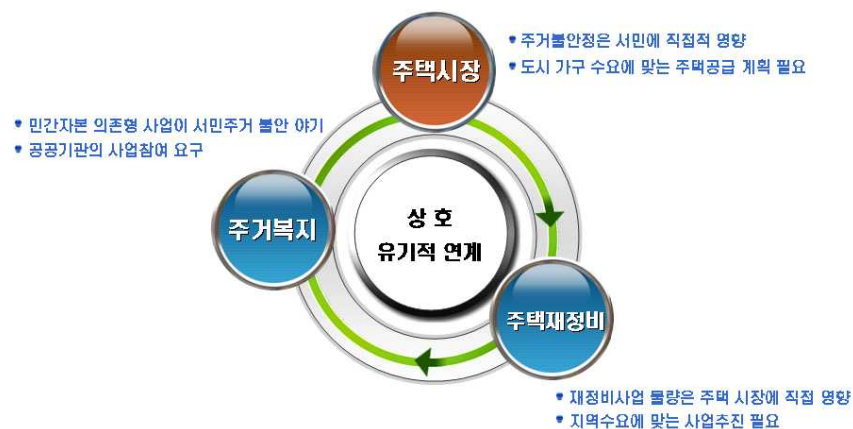 주택시장
• 주거불안정은 서민에 직접적 영향
• 도시 가구 수요에 맞는 주택공급 계획 필요
• 민간자본 의존형 사업이 서민주거 불안 야기
• 공공기관의 사업참여 요구
주거복지
상 호
유기적 연계
주택재정비
• 재정비사업 물량은 주택 시장에 직접 영향
• 지역수요에 맞는 사업추진 필요